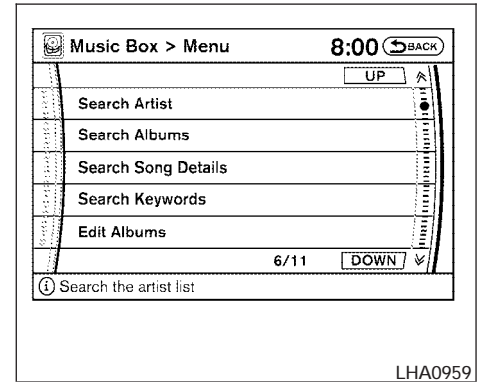 Music Box > Menu 8:00 BACK
UP
Search Artist
Search Albums
Search Song Details
Search Keywords
Edit Albums
6/11 DOWN
i Search the artist list
LHA0959